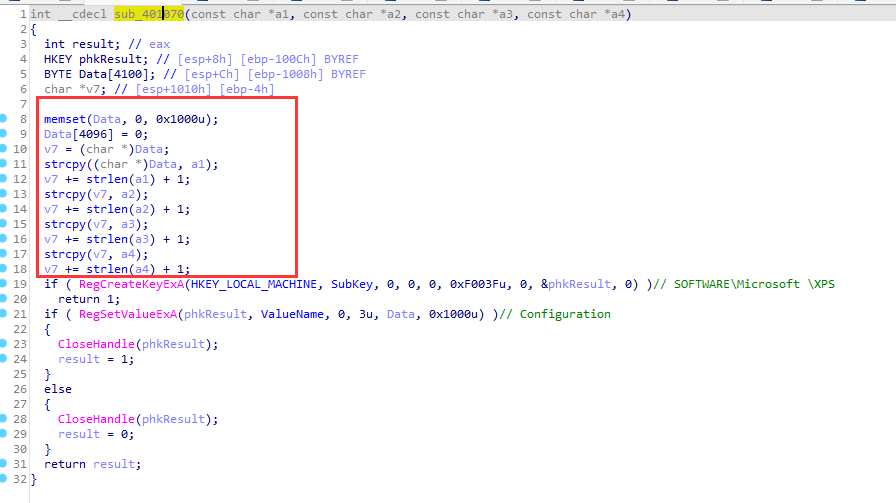 1 int __cdecl sub_401070(const char *a1, const char *a2, const char *a3, const char *a4)
2 {
3 int result; // eax
4 HKEY phkResult; // [esp+8h] [ebp-100Ch] BYREF
5 BYTE Data[4100]; // [esp+Ch] [ebp-1008h] BYREF
6 char *v7; // [esp+1010h] [ebp-4h]
7
8 memset(Data, 0, 0x1000u);
9 Data[4096] = 0;
10 v7 = (char *)Data;
11 strcpy((char *)Data, a1);
12 v7 += strlen(a1) + 1;
13 strcpy(v7, a2);
14 v7 += strlen(a2) + 1;
15 strcpy(v7, a3);
16 v7 += strlen(a3) + 1;
17 strcpy(v7, a4);
18 v7 += strlen(a4) + 1;
19 if ( RegCreateKeyExA(HKEY_LOCAL_MACHINE, SubKey, 0, 0, 0, 0xF003Fu, 0, &phkResult, 0) )// SOFTWARE\Microsoft \XPS
20 return 1;
21 if ( RegSetValueExA(phkResult, ValueName, 0, 3u, Data, 0x1000u) )// Configuration
22 {
23 CloseHandle(phkResult);
24 result = 1;
25 }
26 else
27 {
28 CloseHandle(phkResult);
29 result = 0;
30 }
31 return result;
32 }